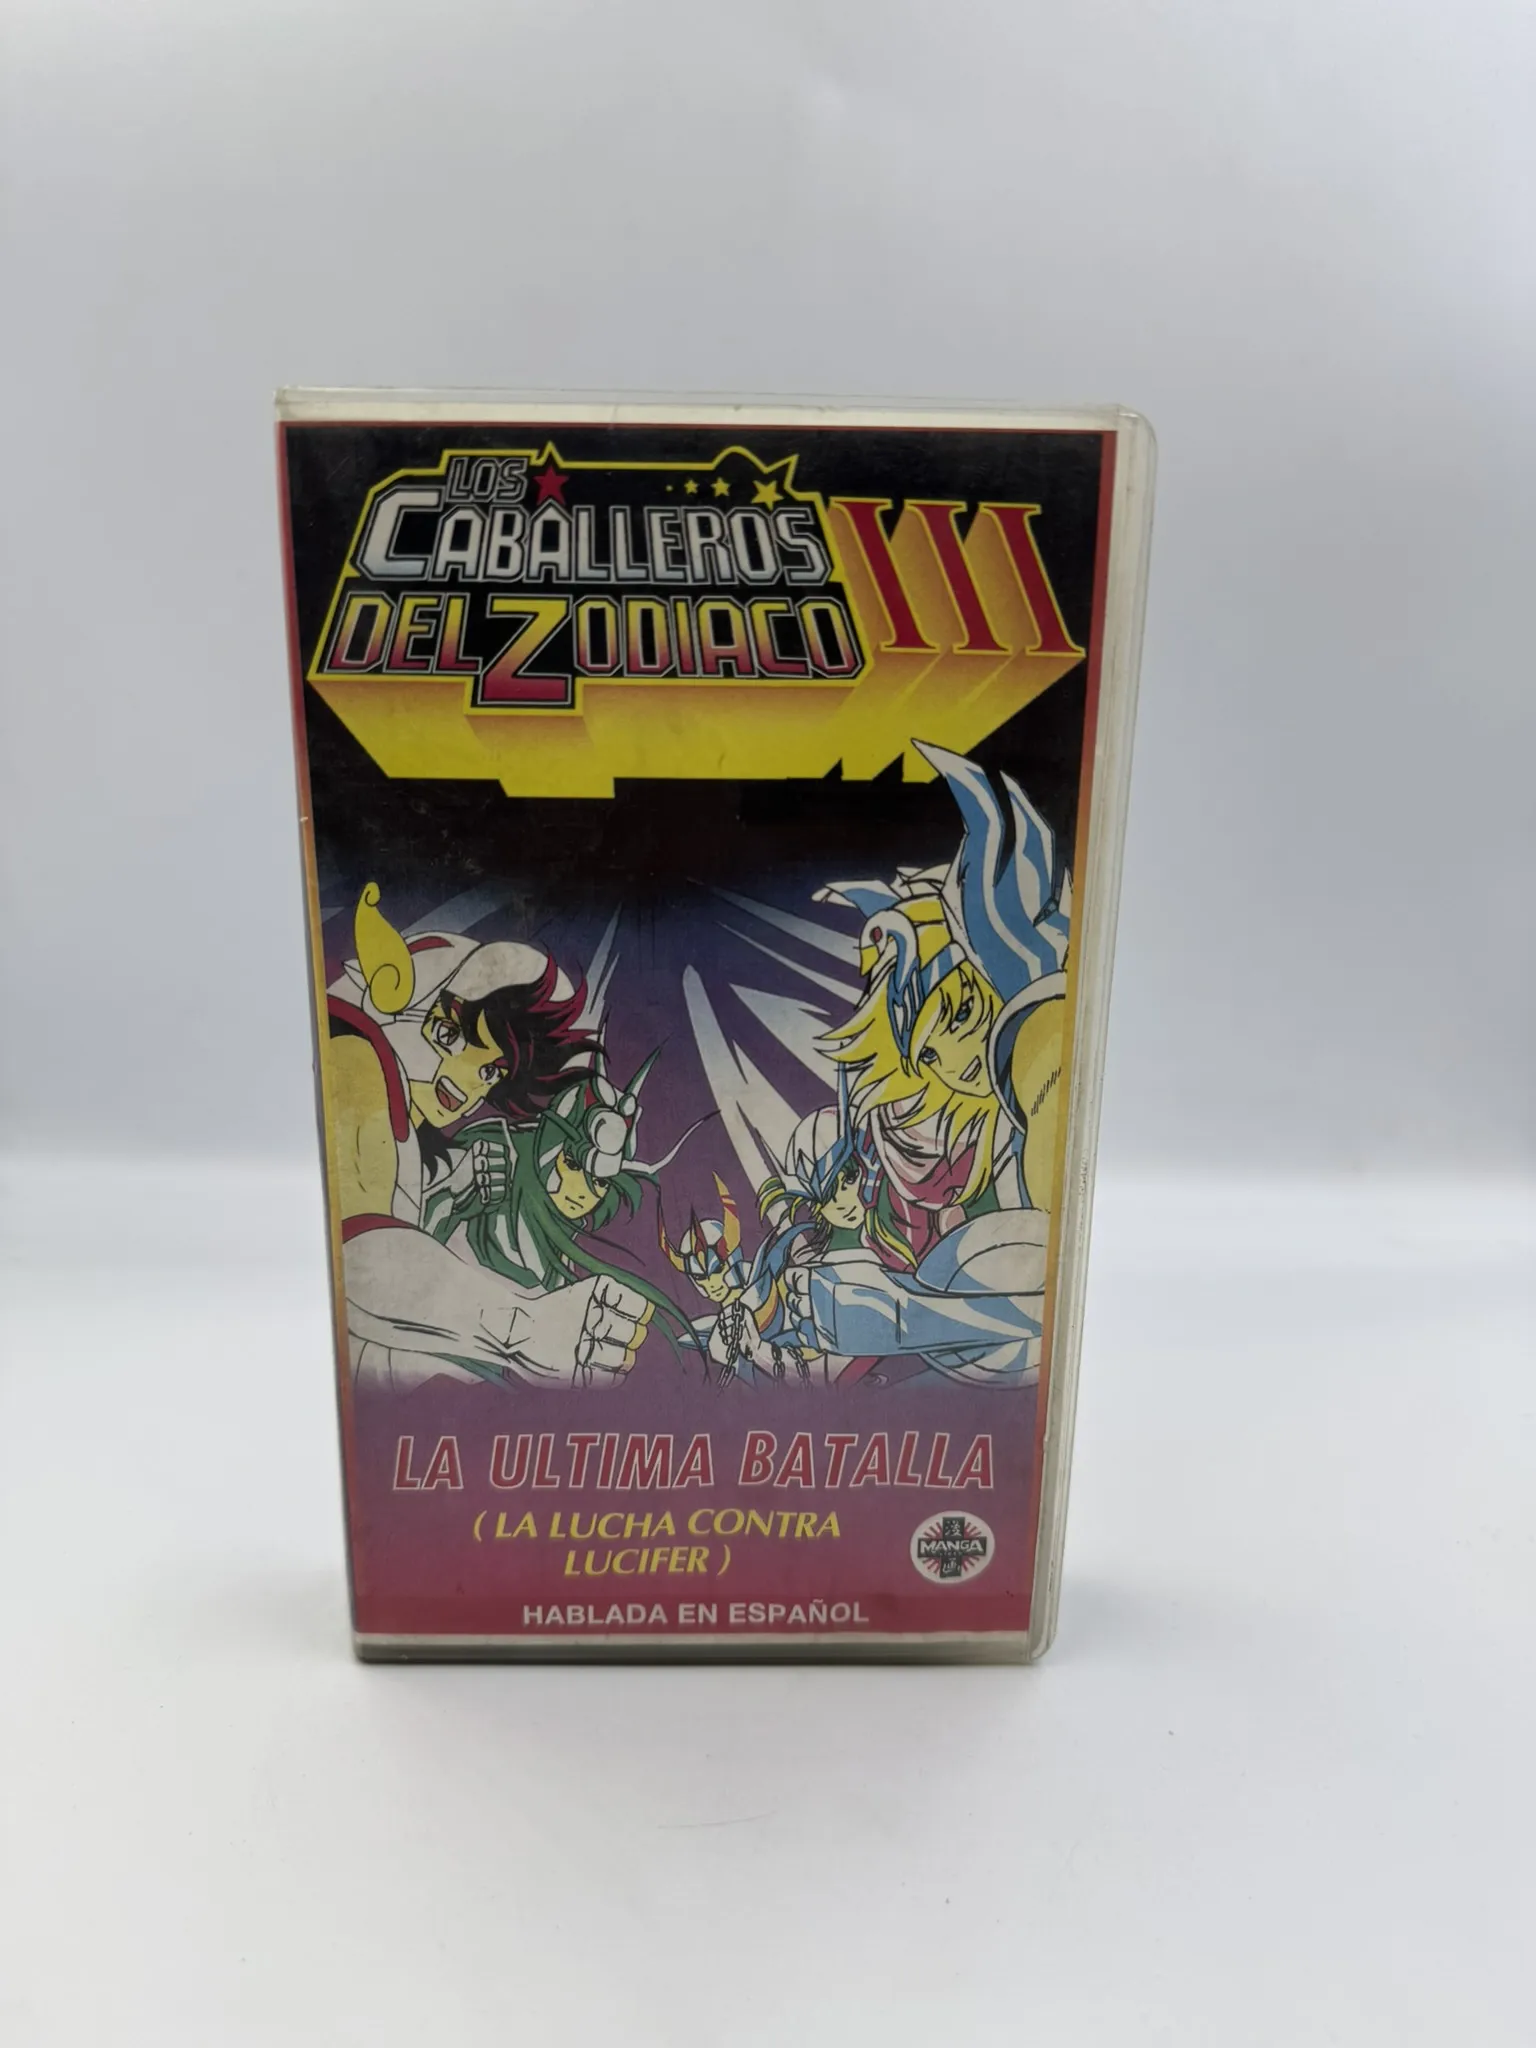 LOS
CABALLEROS
DEL ZODIACO
III
LA ULTIMA BATALLA
( LA LUCHA CONTRA
LUCIFER )
MANGA
HABLADA EN ESPAÑOL